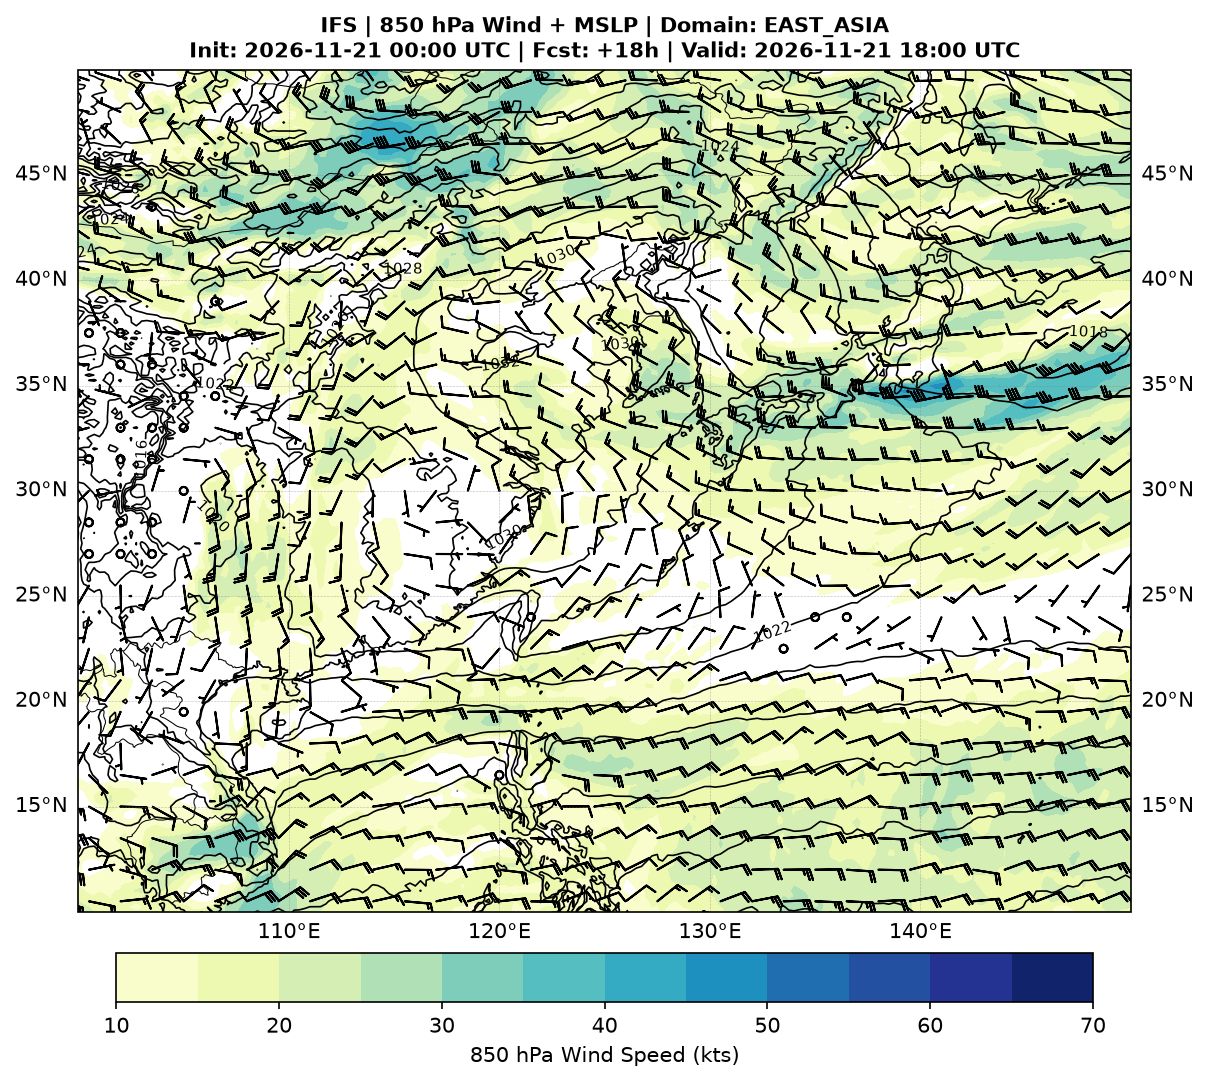 IFS | 850 hPa Wind + MSLP | Domain: EAST_ASIA
Init: 2026-11-21 00:00 UTC | Fcst: +18h | Valid: 2026-11-21 18:00 UTC
1024
45°N 45°N
1030
1028
40°N 40°N
1018
1030
1032
35°N 35°N
30°N 30°N
1030
25°N 25°N
1022
20°N 20°N
15°N 15°N
110°E 120°E 130°E 140°E
10 20 30 40 50 60 70
850 hPa Wind Speed (kts)